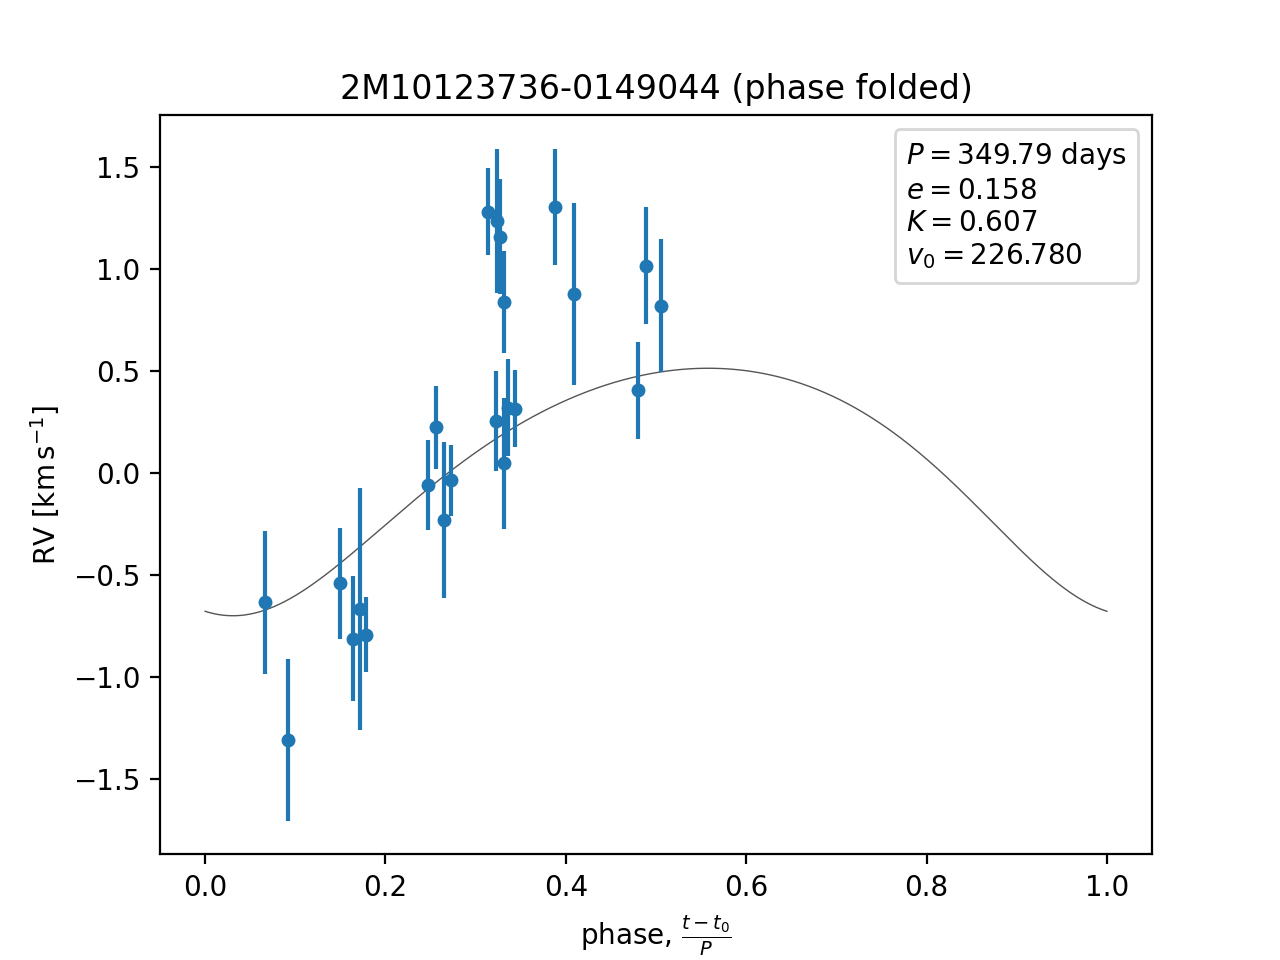 2M10123736-0149044 (phase folded)
P = 349.79 days
e = 0.158
K = 0.607
v₀ = 226.780
1.5
1.0
0.5
0.0
−0.5
−1.0
−1.5
RV [km s⁻¹]
0.0 0.2 0.4 0.6 0.8 1.0
phase, (t − t₀)/P